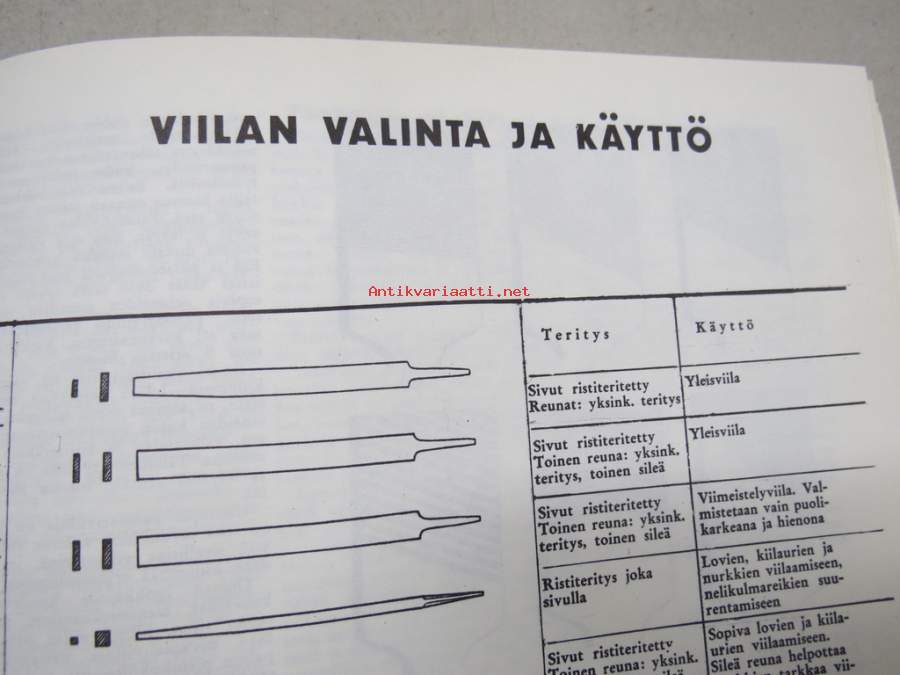 VIILAN VALINTA JA KÄYTTÖ
Antikvariaatti.net
Teritys
Käyttö
Sivut ristiteritetty
Reunat: yksink. teritys
Yleisviila
Sivut ristiteritetty
Toinen reuna: yksink.
teritys, toinen sileä
Yleisviila
Sivut ristiteritetty
Toinen reuna: yksink.
teritys, toinen sileä
Viimeistelyviila. Val-
mistetaan vain puoli-
karkeana ja hienona
Ristiteritys joka
sivulla
Lovien, kiilaurien ja
nurkkien viilaamiseen,
nelikulmareikien suu-
rentamiseen
Sivut ristiteritetty
Toinen reuna: yksink.
Sopiva lovien ja kiila-
urien viilaamiseen.
Sileä reuna helpottaa
tarkkaa vii-